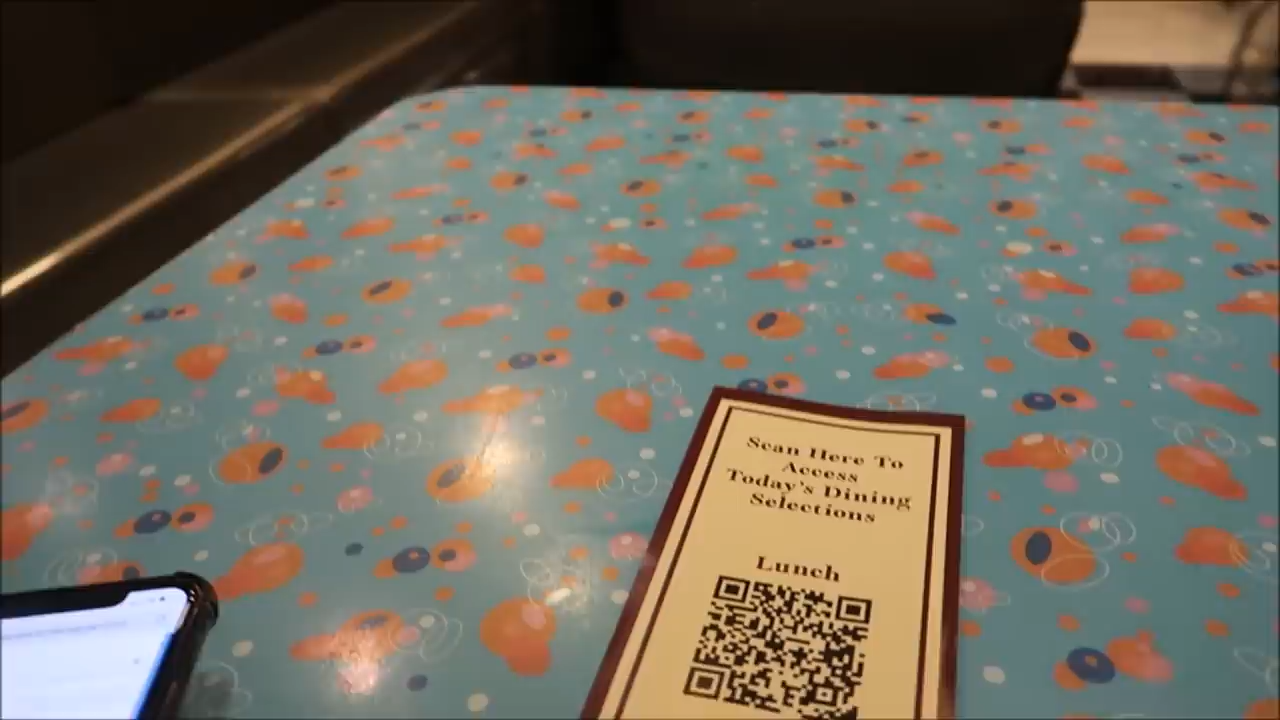 Scan Here To
Access
Today's Dining
Selections
Lunch